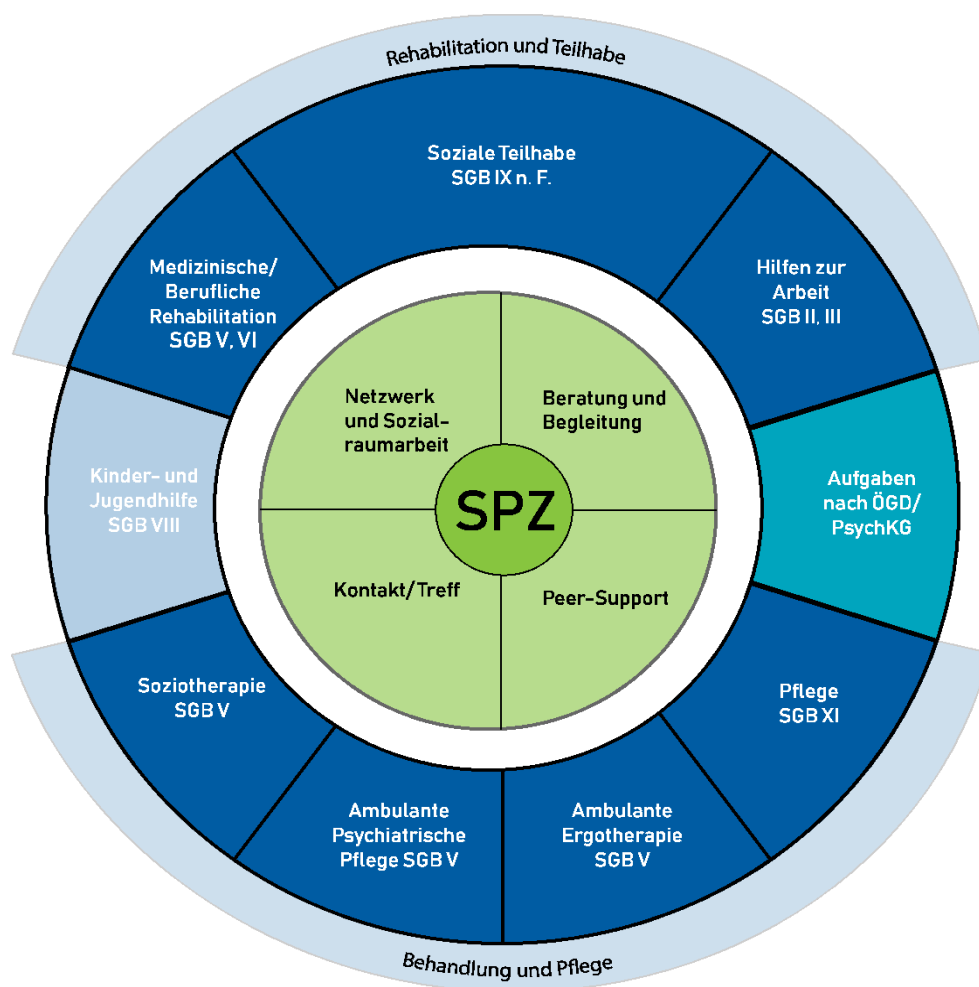 Rehabilitation und Teilhabe
Soziale Teilhabe
SGB IX n. F.
Medizinische/
Berufliche
Rehabilitation
SGB V, VI
Hilfen zur
Arbeit
SGB II, III
Netzwerk
und Sozial-
raumarbeit
Beratung und
Begleitung
Kinder- und
Jugendhilfe
SGB VIII
SPZ
Aufgaben
nach ÖGD/
PsychKG
Kontakt/Treff
Peer-Support
Soziotherapie
SGB V
Pflege
SGB XI
Ambulante
Psychiatrische
Pflege SGB V
Ambulante
Ergotherapie
SGB V
Behandlung und Pflege